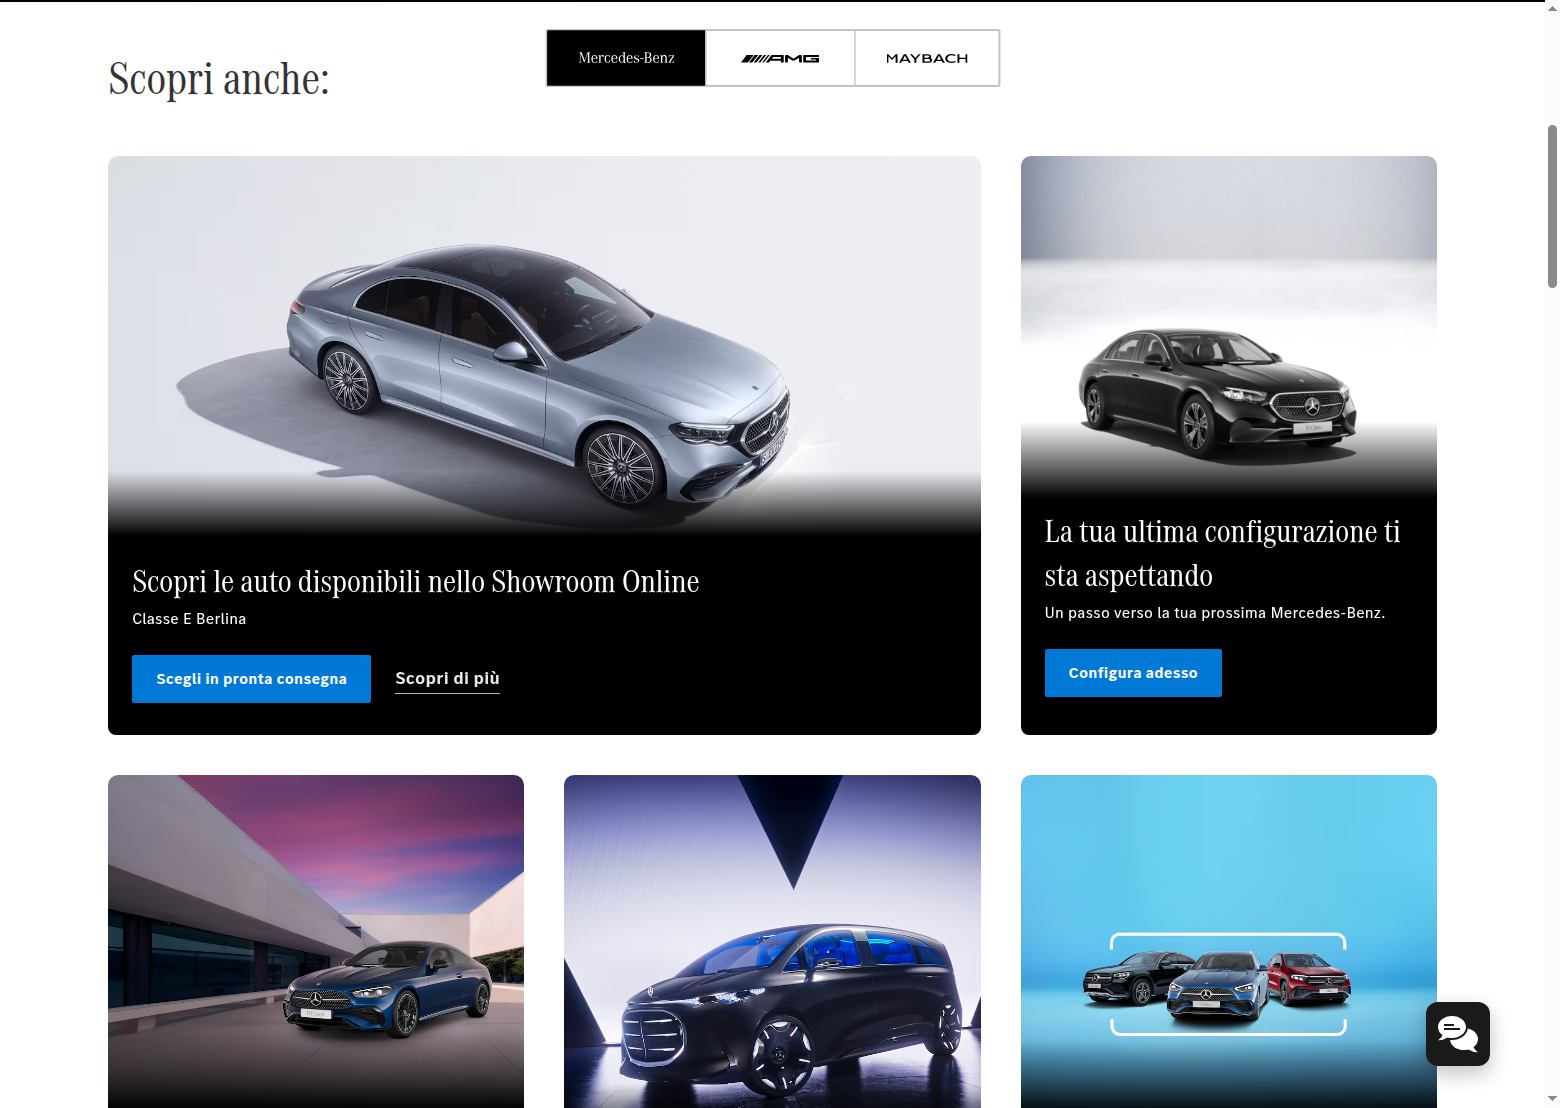 Scopri anche:
Mercedes-Benz
AMG
MAYBACH
Scopri le auto disponibili nello Showroom Online
Classe E Berlina
Scegli in pronta consegna
Scopri di più
La tua ultima configurazione ti
sta aspettando
Un passo verso la tua prossima Mercedes-Benz.
Configura adesso